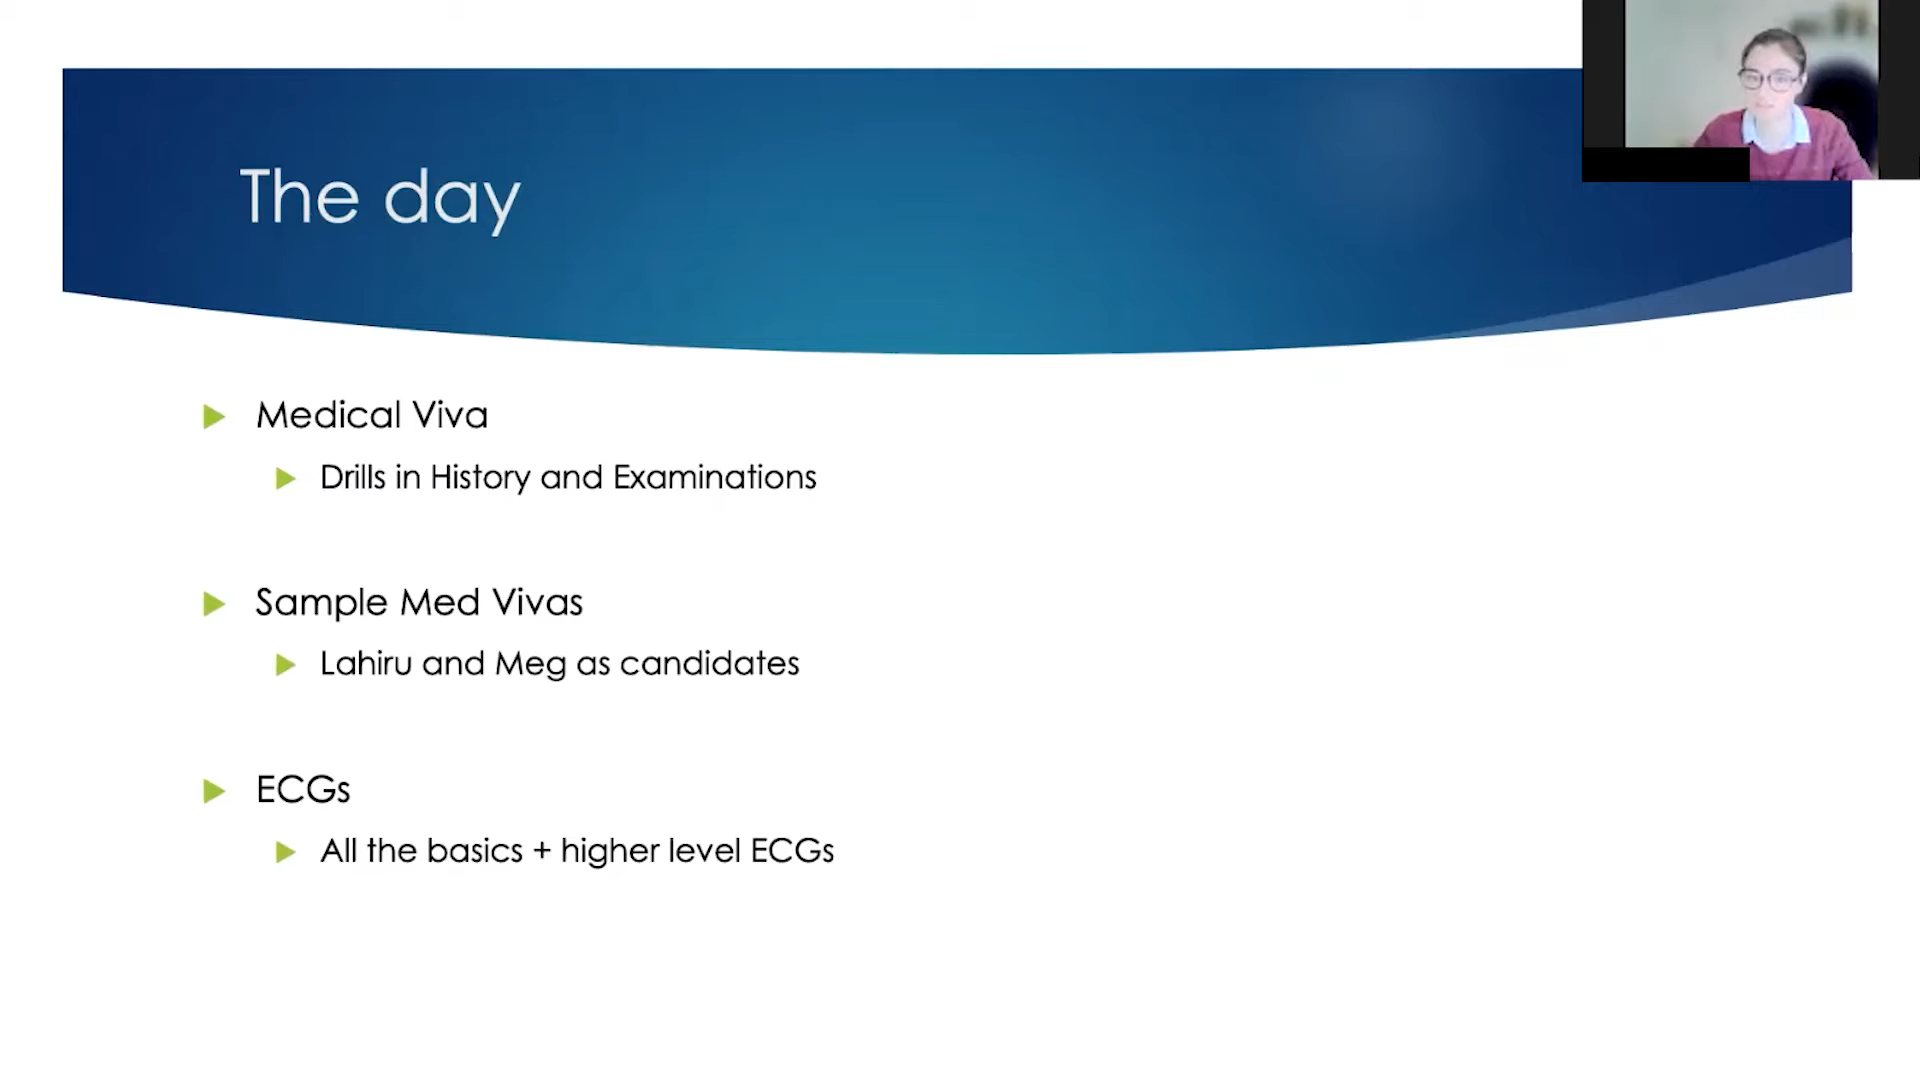 The day
Medical Viva
Drills in History and Examinations
Sample Med Vivas
Lahiru and Meg as candidates
ECGs
All the basics + higher level ECGs